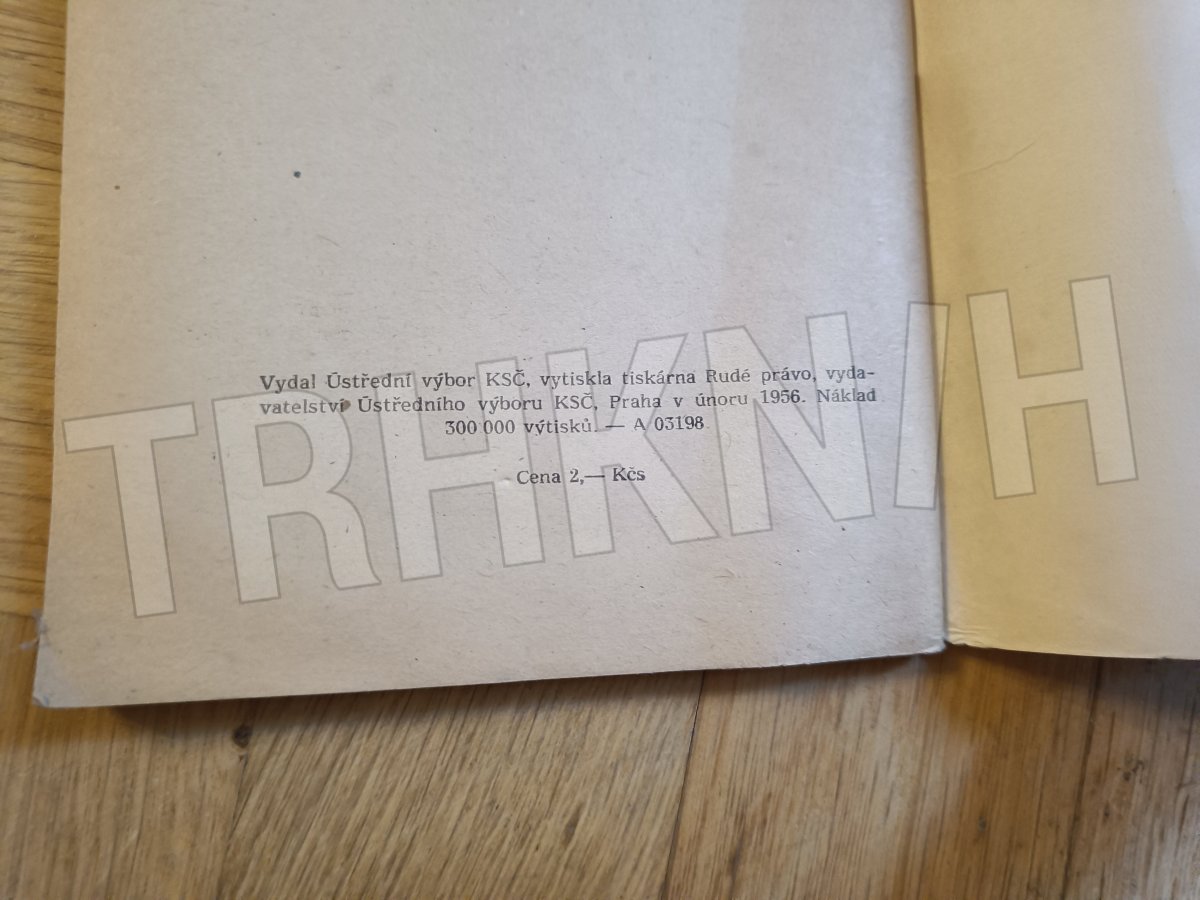 Vydal Ústřední výbor KSČ, vytiskla tiskárna Rudé právo, vyda-
vatelství Ústředního výboru KSČ, Praha v únoru 1956. Náklad
300 000 výtisků. — A 03198
Cena 2,— Kčs
TRHKNIH